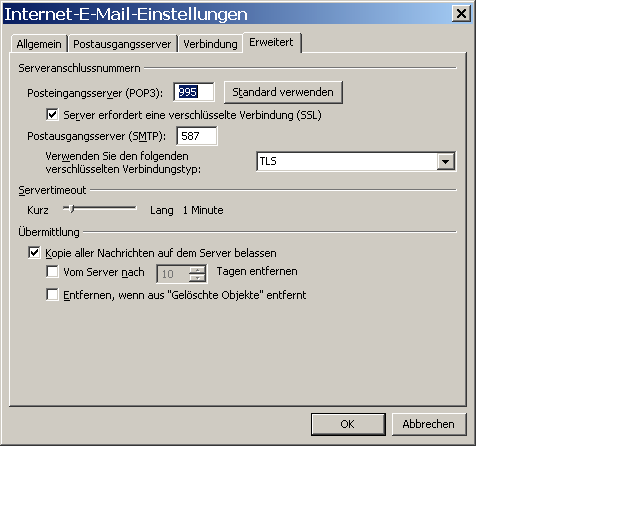 Internet-E-Mail-Einstellungen
Allgemein Postausgangsserver Verbindung Erweitert
Serveranschlussnummern
Posteingangsserver (POP3): 995 Standard verwenden
Server erfordert eine verschlüsselte Verbindung (SSL)
Postausgangsserver (SMTP): 587
Verwenden Sie den folgenden
verschlüsselten Verbindungstyp: TLS
Servertimeout
Kurz Lang 1 Minute
Übermittlung
Kopie aller Nachrichten auf dem Server belassen
Vom Server nach 10 Tagen entfernen
Entfernen, wenn aus "Gelöschte Objekte" entfernt
OK Abbrechen